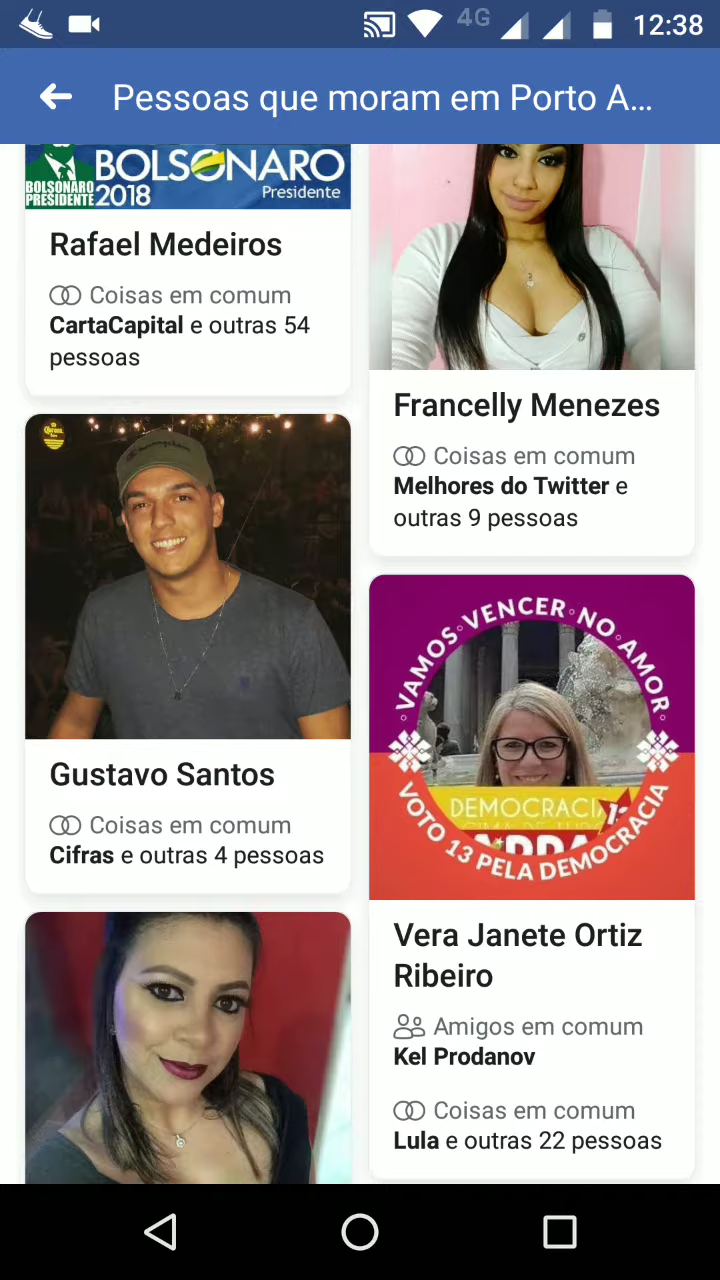 4G 12:38
Pessoas que moram em Porto A...
BOLSONARO
PRESIDENTE
BOLSONARO
2018
Presidente
Rafael Medeiros
Coisas em comum
CartaCapital e outras 54
pessoas
Francelly Menezes
Coisas em comum
Melhores do Twitter e
outras 9 pessoas
Corona
Gustavo Santos
Coisas em comum
Cifras e outras 4 pessoas
VAMOS VENCER NO AMOR
DEMOCRACIA
13
VOTO 13 PELA DEMOCRACIA
Vera Janete Ortiz
Ribeiro
Amigos em comum
Kel Prodanov
Coisas em comum
Lula e outras 22 pessoas